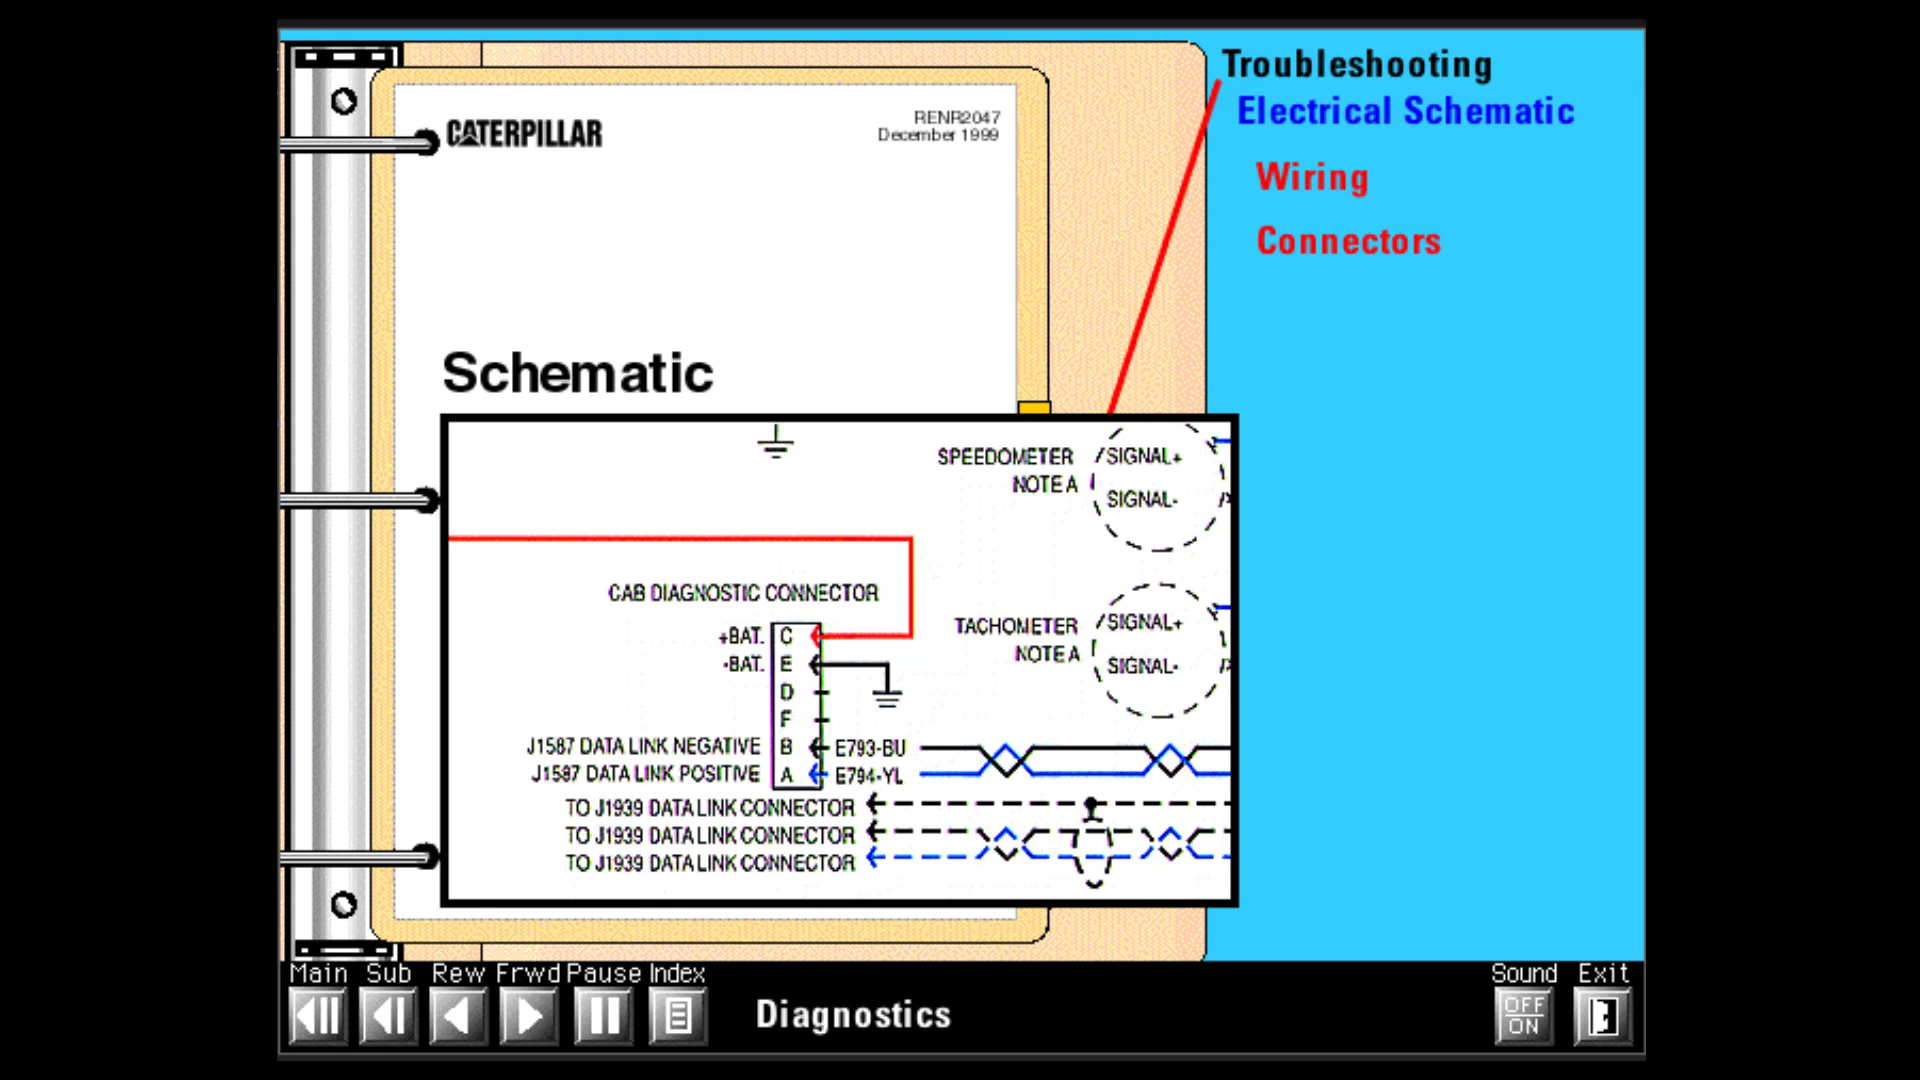 Troubleshooting
Electrical Schematic
Wiring
Connectors
CATERPILLAR
RENR2047
December 1999
Schematic
SPEEDOMETER
NOTE A
SIGNAL+
SIGNAL-
CAB DIAGNOSTIC CONNECTOR
+BAT. C
-BAT. E
D
F
J1587 DATA LINK NEGATIVE B E793-BU
J1587 DATA LINK POSITIVE A E794-YL
TACHOMETER
NOTE A
SIGNAL+
SIGNAL-
TO J1939 DATA LINK CONNECTOR
TO J1939 DATA LINK CONNECTOR
TO J1939 DATA LINK CONNECTOR
Main Sub Rew Frwd Pause Index
Diagnostics
Sound Exit
OFF
ON